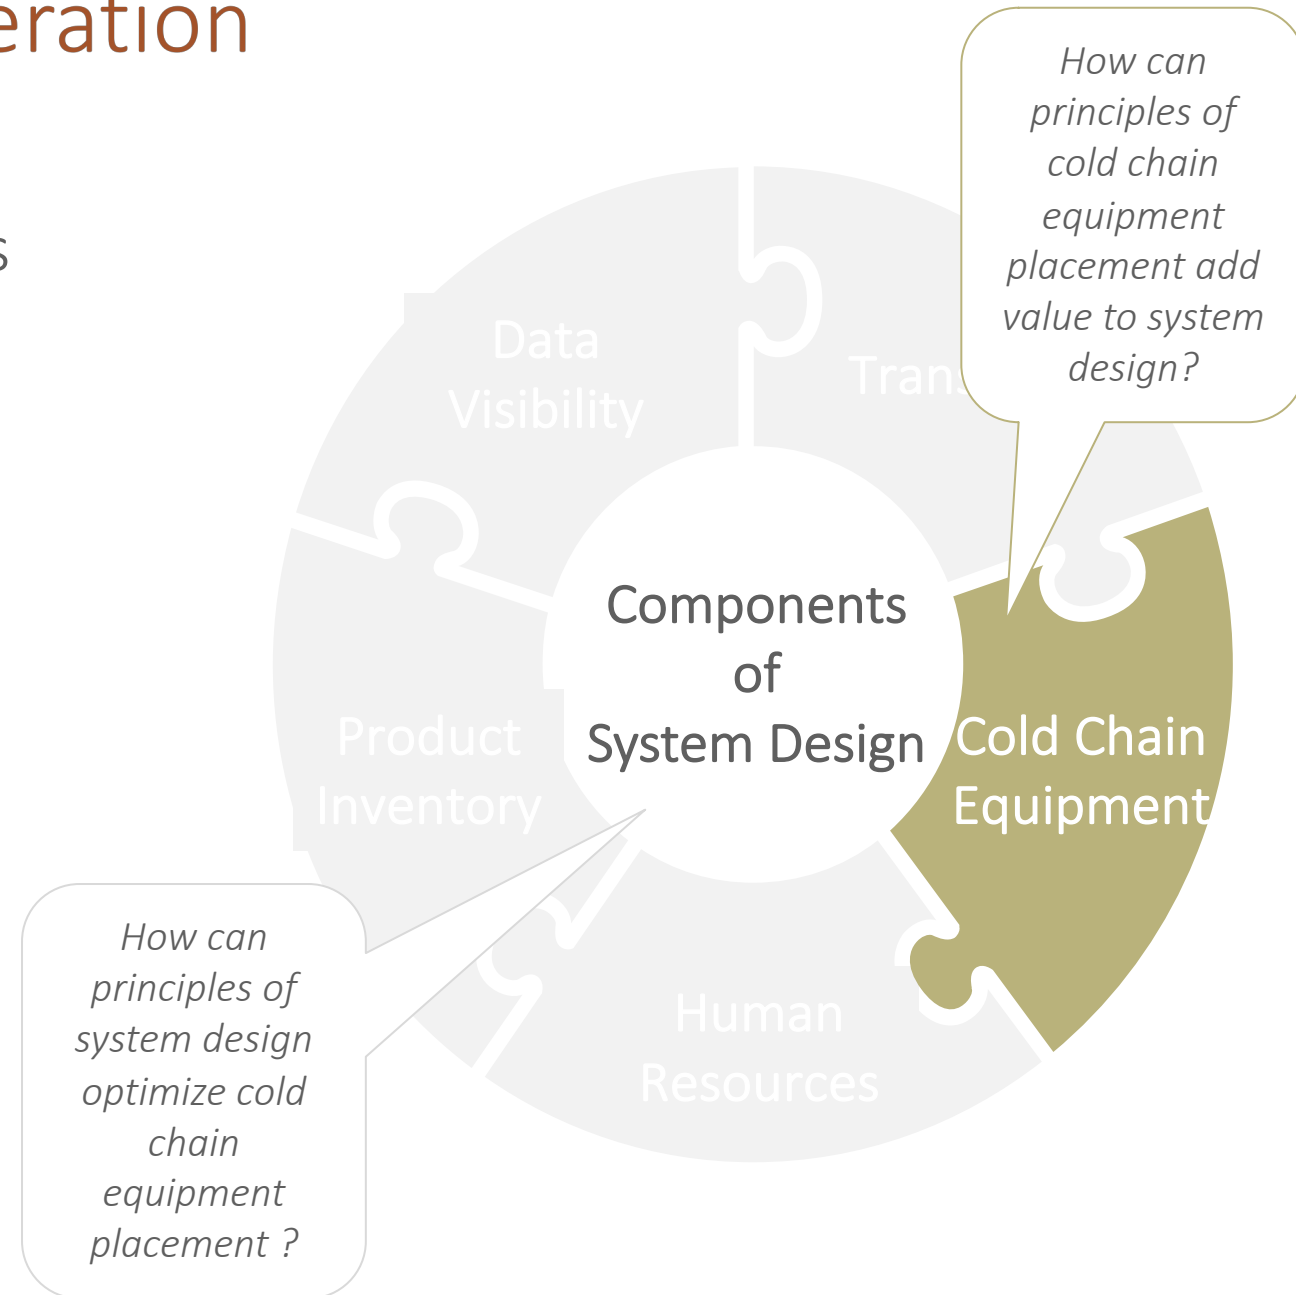 eration
s
How can
principles of
cold chain
equipment
placement add
value to system
design?
Data
Visibility
Trans
Components
of
System Design
Cold Chain
Equipment
Product
Inventory
Human
Resources
How can
principles of
system design
optimize cold
chain
equipment
placement ?